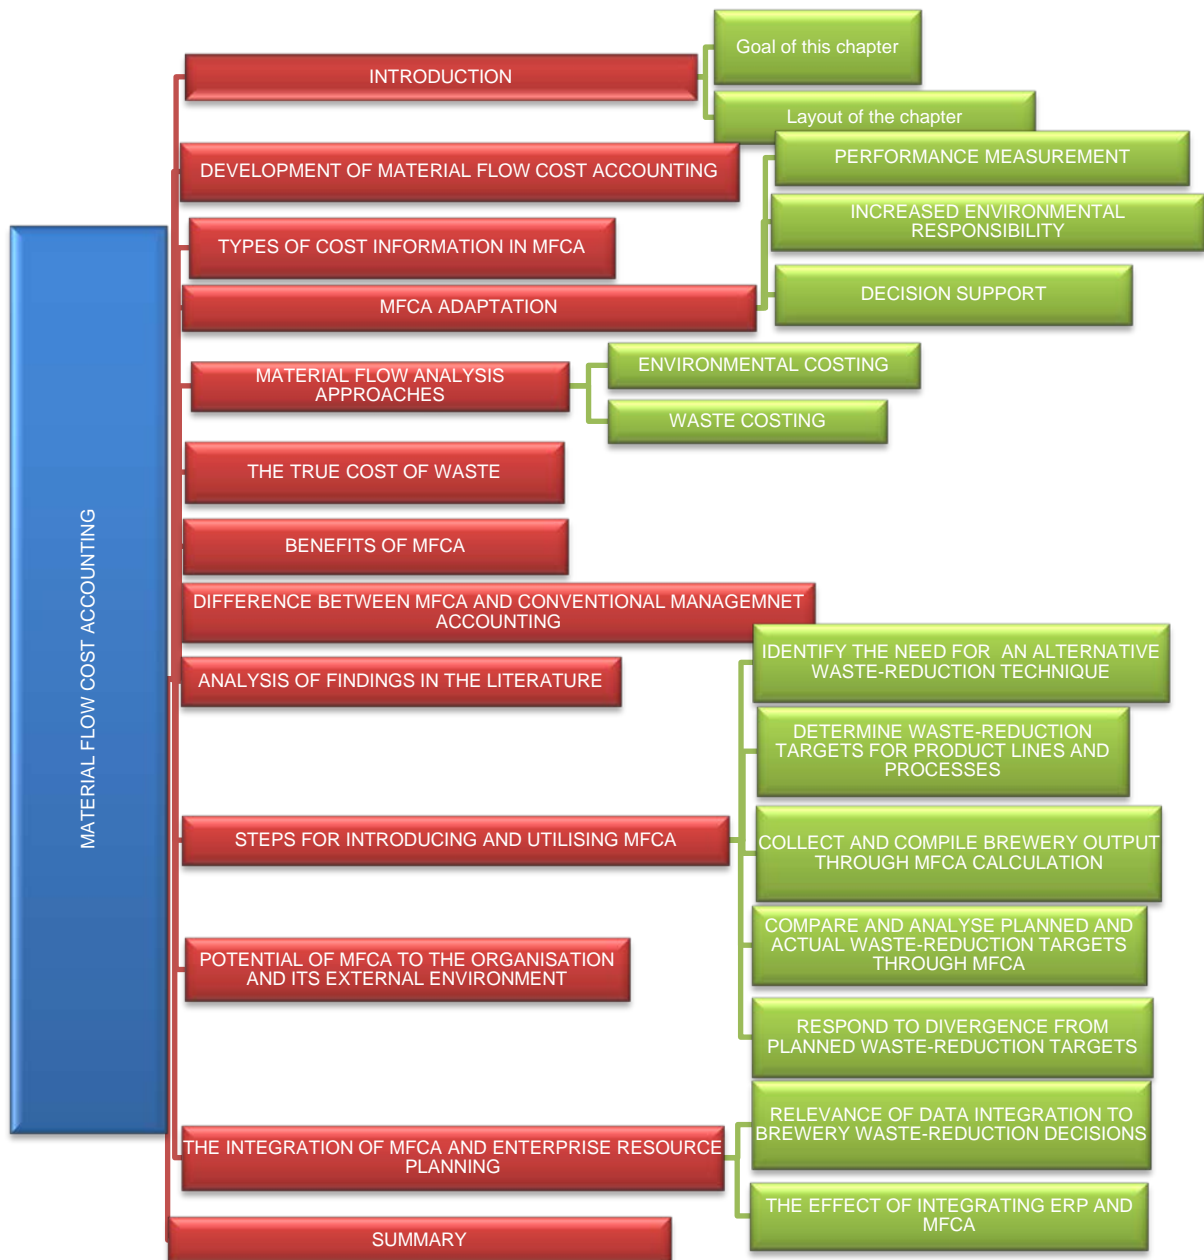 MATERIAL FLOW COST ACCOUNTING
INTRODUCTION
Goal of this chapter
Layout of the chapter
DEVELOPMENT OF MATERIAL FLOW COST ACCOUNTING
TYPES OF COST INFORMATION IN MFCA
MFCA ADAPTATION
PERFORMANCE MEASUREMENT
INCREASED ENVIRONMENTAL
RESPONSIBILITY
DECISION SUPPORT
MATERIAL FLOW ANALYSIS
APPROACHES
ENVIRONMENTAL COSTING
WASTE COSTING
THE TRUE COST OF WASTE
BENEFITS OF MFCA
DIFFERENCE BETWEEN MFCA AND CONVENTIONAL MANAGEMNET
ACCOUNTING
ANALYSIS OF FINDINGS IN THE LITERATURE
STEPS FOR INTRODUCING AND UTILISING MFCA
IDENTIFY THE NEED FOR AN ALTERNATIVE
WASTE-REDUCTION TECHNIQUE
DETERMINE WASTE-REDUCTION
TARGETS FOR PRODUCT LINES AND
PROCESSES
COLLECT AND COMPILE BREWERY OUTPUT
THROUGH MFCA CALCULATION
COMPARE AND ANALYSE PLANNED AND
ACTUAL WASTE-REDUCTION TARGETS
THROUGH MFCA
RESPOND TO DIVERGENCE FROM
PLANNED WASTE-REDUCTION TARGETS
POTENTIAL OF MFCA TO THE ORGANISATION
AND ITS EXTERNAL ENVIRONMENT
THE INTEGRATION OF MFCA AND ENTERPRISE RESOURCE
PLANNING
RELEVANCE OF DATA INTEGRATION TO
BREWERY WASTE-REDUCTION DECISIONS
THE EFFECT OF INTEGRATING ERP AND
MFCA
SUMMARY